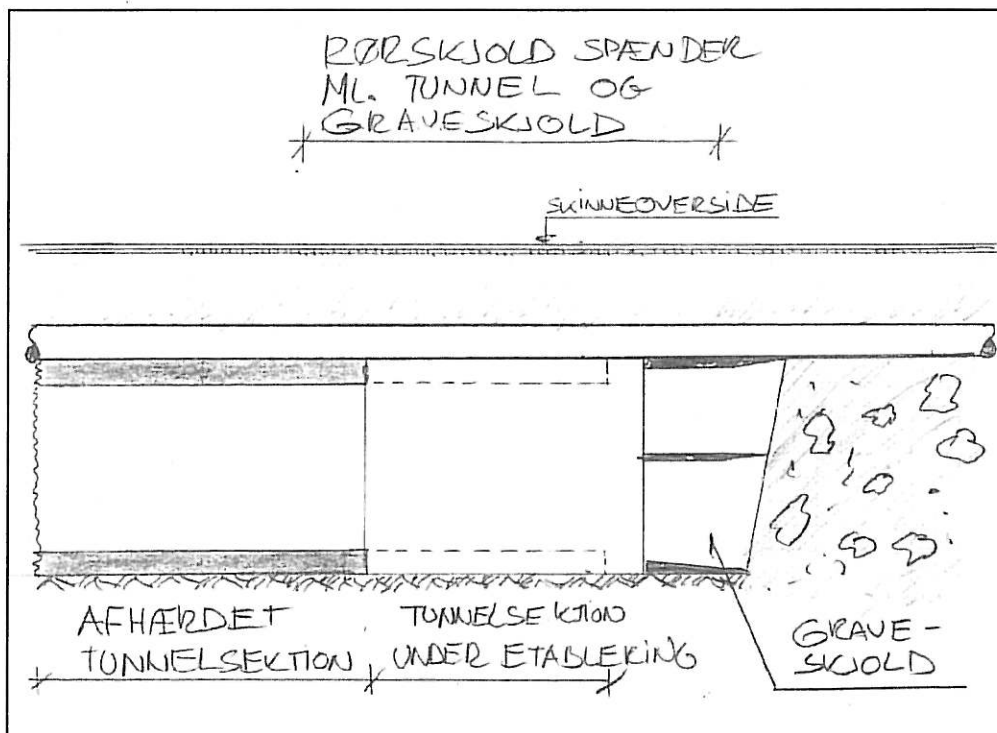 RØRSKJOLD SPÆNDER
ML. TUNNEL OG
GRAVESKJOLD
SKINNEOVERSIDE
AFHÆRDET
TUNNELSEKTION
TUNNELSEKTION
UNDER ETABLERING
GRAVE-
SKJOLD